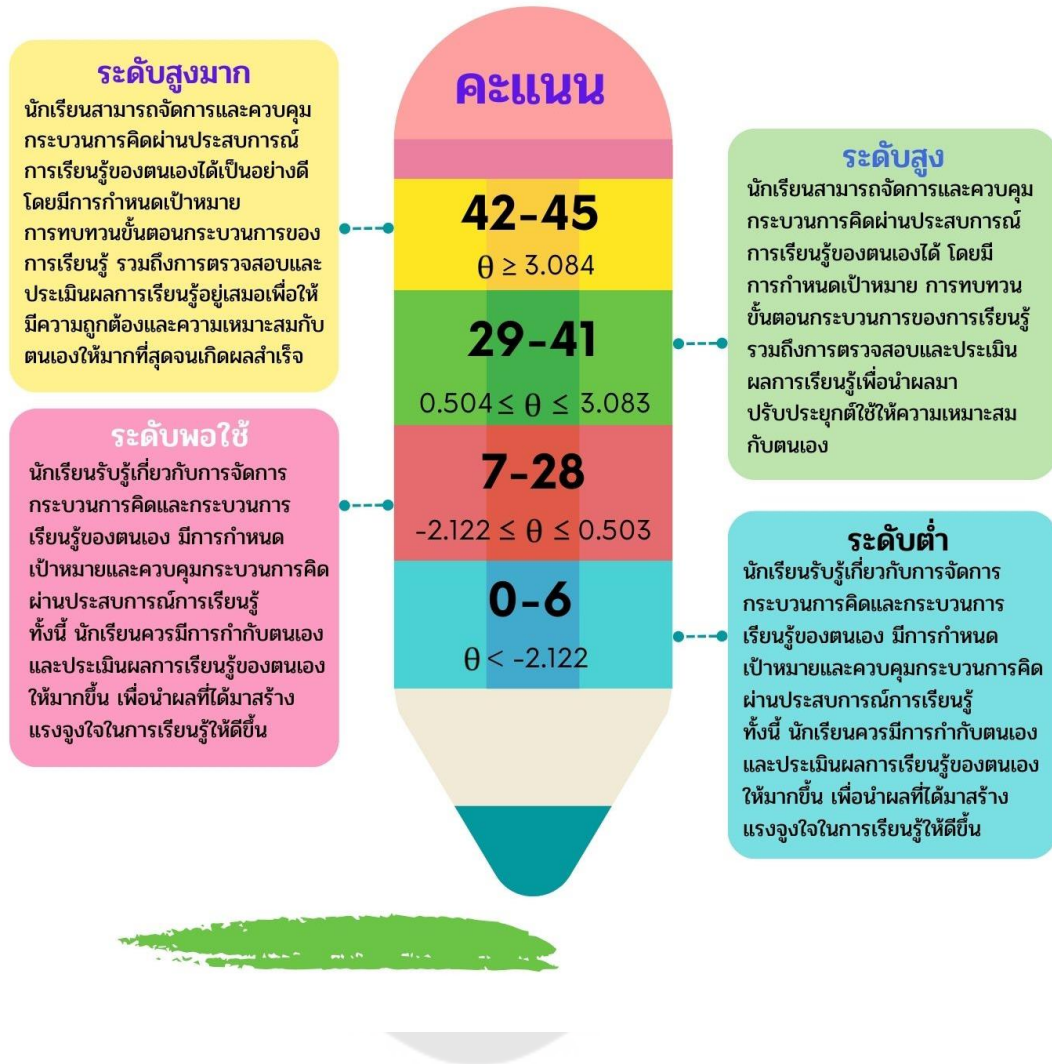 คะแนน
ระดับสูงมาก
นักเรียนสามารถจัดการและควบคุม
กระบวนการคิดผ่านประสบการณ์
การเรียนรู้ของตนเองได้เป็นอย่างดี
โดยมีการกำหนดเป้าหมาย
การทบทวนขั้นตอนกระบวนการของ
การเรียนรู้ รวมถึงการตรวจสอบและ
ประเมินผลการเรียนรู้อยู่เสมอเพื่อให้
มีความถูกต้องและความเหมาะสมกับ
ตนเองให้มากที่สุดจนเกิดผลสำเร็จ
42-45
θ ≥ 3.084
ระดับสูง
นักเรียนสามารถจัดการและควบคุม
กระบวนการคิดผ่านประสบการณ์
การเรียนรู้ของตนเองได้ โดยมี
การกำหนดเป้าหมาย การทบทวน
ขั้นตอนกระบวนการของการเรียนรู้
รวมถึงการตรวจสอบและประเมิน
ผลการเรียนรู้เพื่อนำผลมา
ปรับประยุกต์ใช้ให้ความเหมาะสม
กับตนเอง
29-41
0.504 ≤ θ ≤ 3.083
ระดับพอใช้
นักเรียนรับรู้เกี่ยวกับการจัดการ
กระบวนการคิดและกระบวนการ
เรียนรู้ของตนเอง มีการกำหนด
เป้าหมายและควบคุมกระบวนการคิด
ผ่านประสบการณ์การเรียนรู้
ทั้งนี้ นักเรียนควรมีการกำกับตนเอง
และประเมินผลการเรียนรู้ของตนเอง
ให้มากขึ้น เพื่อนำผลที่ได้มาสร้าง
แรงจูงใจในการเรียนรู้ให้ดีขึ้น
7-28
-2.122 ≤ θ ≤ 0.503
ระดับต่ำ
นักเรียนรับรู้เกี่ยวกับการจัดการ
กระบวนการคิดและกระบวนการ
เรียนรู้ของตนเอง มีการกำหนด
เป้าหมายและควบคุมกระบวนการคิด
ผ่านประสบการณ์การเรียนรู้
ทั้งนี้ นักเรียนควรมีการกำกับตนเอง
และประเมินผลการเรียนรู้ของตนเอง
ให้มากขึ้น เพื่อนำผลที่ได้มาสร้าง
แรงจูงใจในการเรียนรู้ให้ดีขึ้น
0-6
θ < -2.122